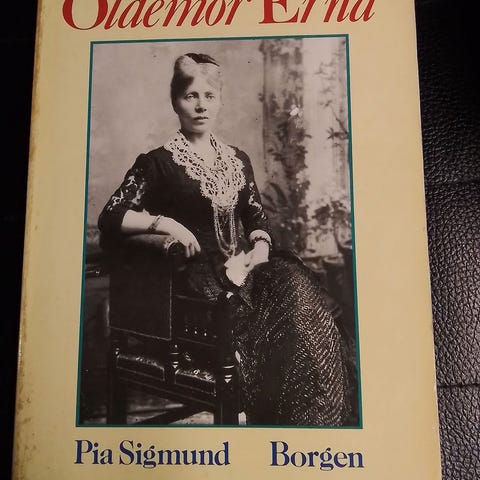 Oldemor Erna
Pia Sigmund Borgen